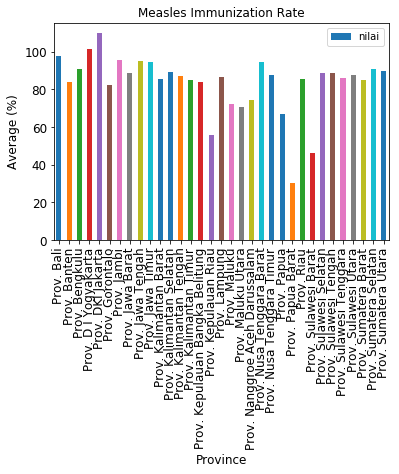 Measles Immunization Rate
nilai
Average (%)
100
80
60
40
20
0
Prov. Bali
Prov. Banten
Prov. Bengkulu
Prov. D I Yogyakarta
Prov. DKI Jakarta
Prov. Gorontalo
Prov. Jambi
Prov. Jawa Barat
Prov. Jawa Tengah
Prov. Jawa Timur
Prov. Kalimantan Barat
Prov. Kalimantan Selatan
Prov. Kalimantan Tengah
Prov. Kalimantan Timur
Prov. Kepulauan Bangka Belitung
Prov. Kepulauan Riau
Prov. Lampung
Prov. Maluku
Prov. Maluku Utara
Prov. Nanggroe Aceh Darussalam
Prov. Nusa Tenggara Barat
Prov. Nusa Tenggara Timur
Prov. Papua
Prov. Papua Barat
Prov. Riau
Prov. Sulawesi Barat
Prov. Sulawesi Selatan
Prov. Sulawesi Tengah
Prov. Sulawesi Tenggara
Prov. Sulawesi Utara
Prov. Sumatera Barat
Prov. Sumatera Selatan
Prov. Sumatera Utara
Province